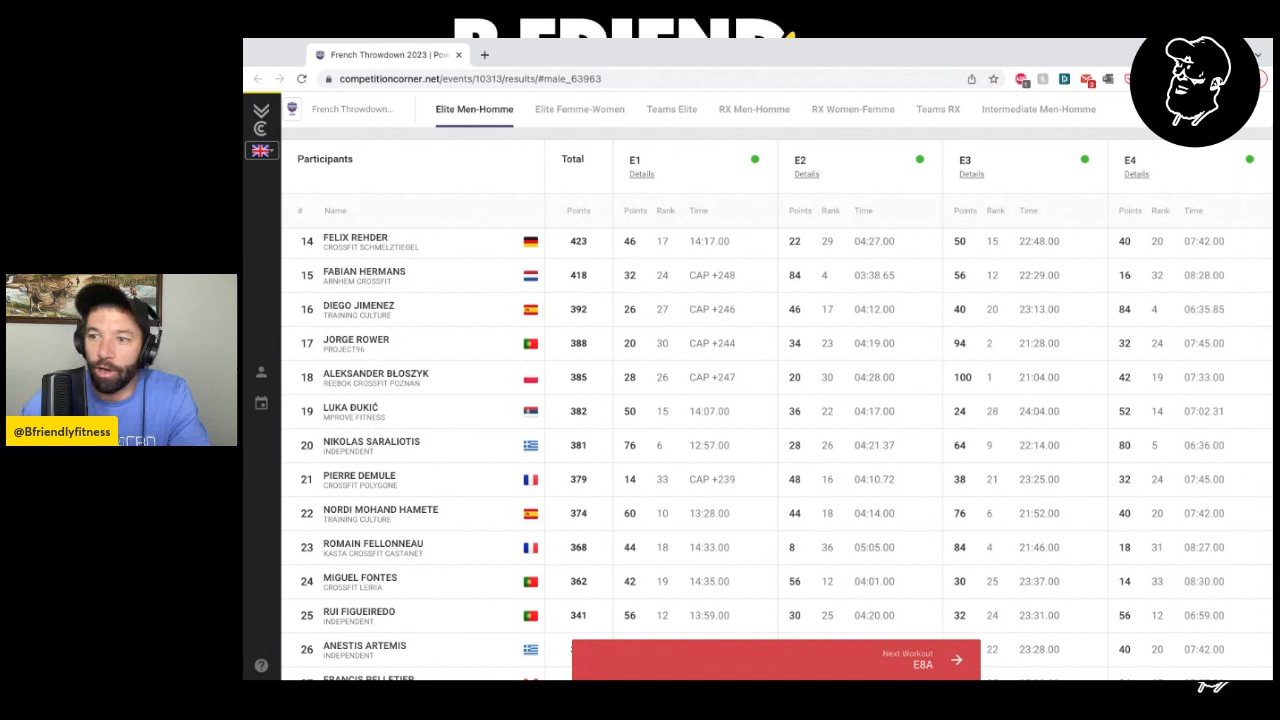 B FRIEND
French Throwdown 2023 | Pow
competitioncorner.net/events/10313/results/#male_63963
French Throwdown... Elite Men-Homme Elite Femme-Women Teams Elite RX Men-Homme RX Women-Femme Teams RX Intermediate Men-Homme
Participants Total E1 E2 E3 E4
Details Details Details Details
# Name Points Points Rank Time Points Rank Time Points Rank Time Points Rank Time
14 FELIX REHDER 423 46 17 14:17.00 22 29 04:27.00 50 15 22:48.00 40 20 07:42.00
CROSSFIT SCHMELZTIEGEL
15 FABIAN HERMANS 418 32 24 CAP +248 84 4 03:38.65 56 12 22:29.00 16 32 08:28.00
ARNHEM CROSSFIT
16 DIEGO JIMENEZ 392 26 27 CAP +246 46 17 04:12.00 40 20 23:13.00 84 4 06:35.85
TRAINING CULTURE
17 JORGE ROWER 388 20 30 CAP +244 34 23 04:19.00 94 2 21:28.00 32 24 07:45.00
PROJECT96
18 ALEKSANDER BŁOSZYK 385 28 26 CAP +247 20 30 04:28.00 100 1 21:04.00 42 19 07:33.00
REEBOK CROSSFIT POZNAN
19 LUKA ĐUKIĆ 382 50 15 14:07.00 36 22 04:17.00 24 28 24:04.00 52 14 07:02.31
MPROVE FITNESS
20 NIKOLAS SARALIOTIS 381 76 6 12:57.00 28 26 04:21.37 64 9 22:14.00 80 5 06:36.00
INDEPENDENT
21 PIERRE DEMULE 379 14 33 CAP +239 48 16 04:10.72 38 21 23:25.00 32 24 07:45.00
CROSSFIT POLYGONE
22 NORDI MOHAND HAMETE 374 60 10 13:28.00 44 18 04:14.00 76 6 21:52.00 40 20 07:42.00
TRAINING CULTURE
23 ROMAIN FELLONNEAU 368 44 18 14:33.00 8 36 05:05.00 84 4 21:46.00 18 31 08:27.00
KASTA CROSSFIT CASTANET
24 MIGUEL FONTES 362 42 19 14:35.00 56 12 04:01.00 30 25 23:37.00 14 33 08:30.00
CROSSFIT LEIRIA
25 RUI FIGUEIREDO 341 56 12 13:59.00 30 25 04:20.00 32 24 23:31.00 56 12 06:59.00
INDEPENDENT
26 ANESTIS ARTEMIS 22 23:28.00 40 20 07:42.00
INDEPENDENT
Next Workout
E8A
FRANCIS PELLETIER
@Bfriendlyfitness